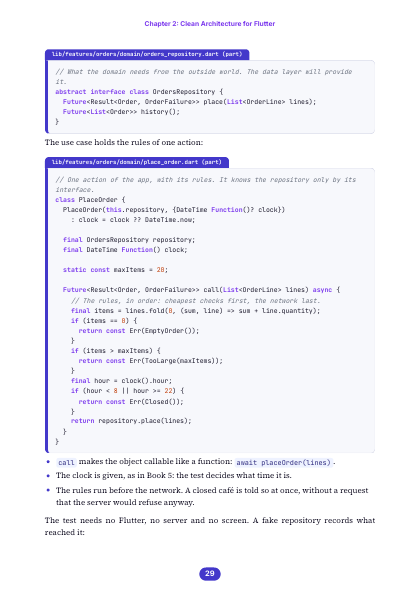 Chapter 2: Clean Architecture for Flutter
lib/features/orders/domain/orders_repository.dart (part)
// What the domain needs from the outside world. The data layer will provide
it.
abstract interface class OrdersRepository {
  Future<Result<Order, OrderFailure>> place(List<OrderLine> lines);
  Future<List<Order>> history();
}
The use case holds the rules of one action:
lib/features/orders/domain/place_order.dart (part)
// One action of the app, with its rules. It knows the repository only by its
interface.
class PlaceOrder {
  PlaceOrder(this.repository, {DateTime Function()? clock})
    : clock = clock ?? DateTime.now;
  final OrdersRepository repository;
  final DateTime Function() clock;
  static const maxItems = 20;
  Future<Result<Order, OrderFailure>> call(List<OrderLine> lines) async {
    // The rules, in order: cheapest checks first, the network last.
    final items = lines.fold(0, (sum, line) => sum + line.quantity);
    if (items == 0) {
      return const Err(EmptyOrder());
    }
    if (items > maxItems) {
      return const Err(TooLarge(maxItems));
    }
    final hour = clock().hour;
    if (hour < 8 || hour >= 22) {
      return const Err(Closed());
    }
    return repository.place(lines);
  }
}
• call makes the object callable like a function: await placeOrder(lines).
• The clock is given, as in Book 5: the test decides what time it is.
• The rules run before the network. A closed café is told so at once, without a request
that the server would refuse anyway.
The test needs no Flutter, no server and no screen. A fake repository records what
reached it:
29